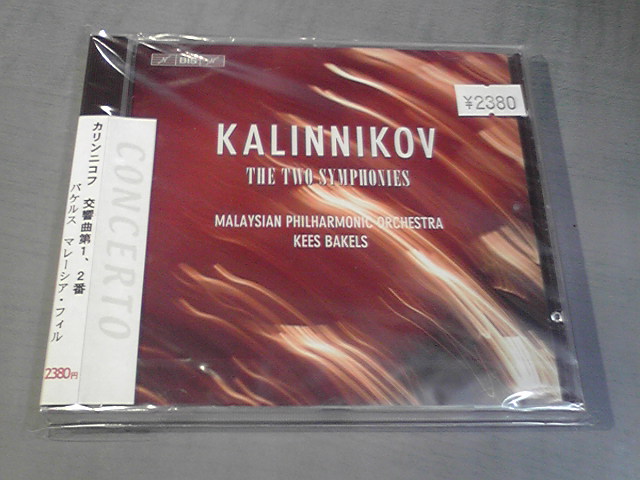 BIS
¥2380
KALINNIKOV
THE TWO SYMPHONIES
MALAYSIAN PHILHARMONIC ORCHESTRA
KEES BAKELS
CONCERTO
カリンニコフ 交響曲第1、2番
バケルス マレーシア・フィル
2380円